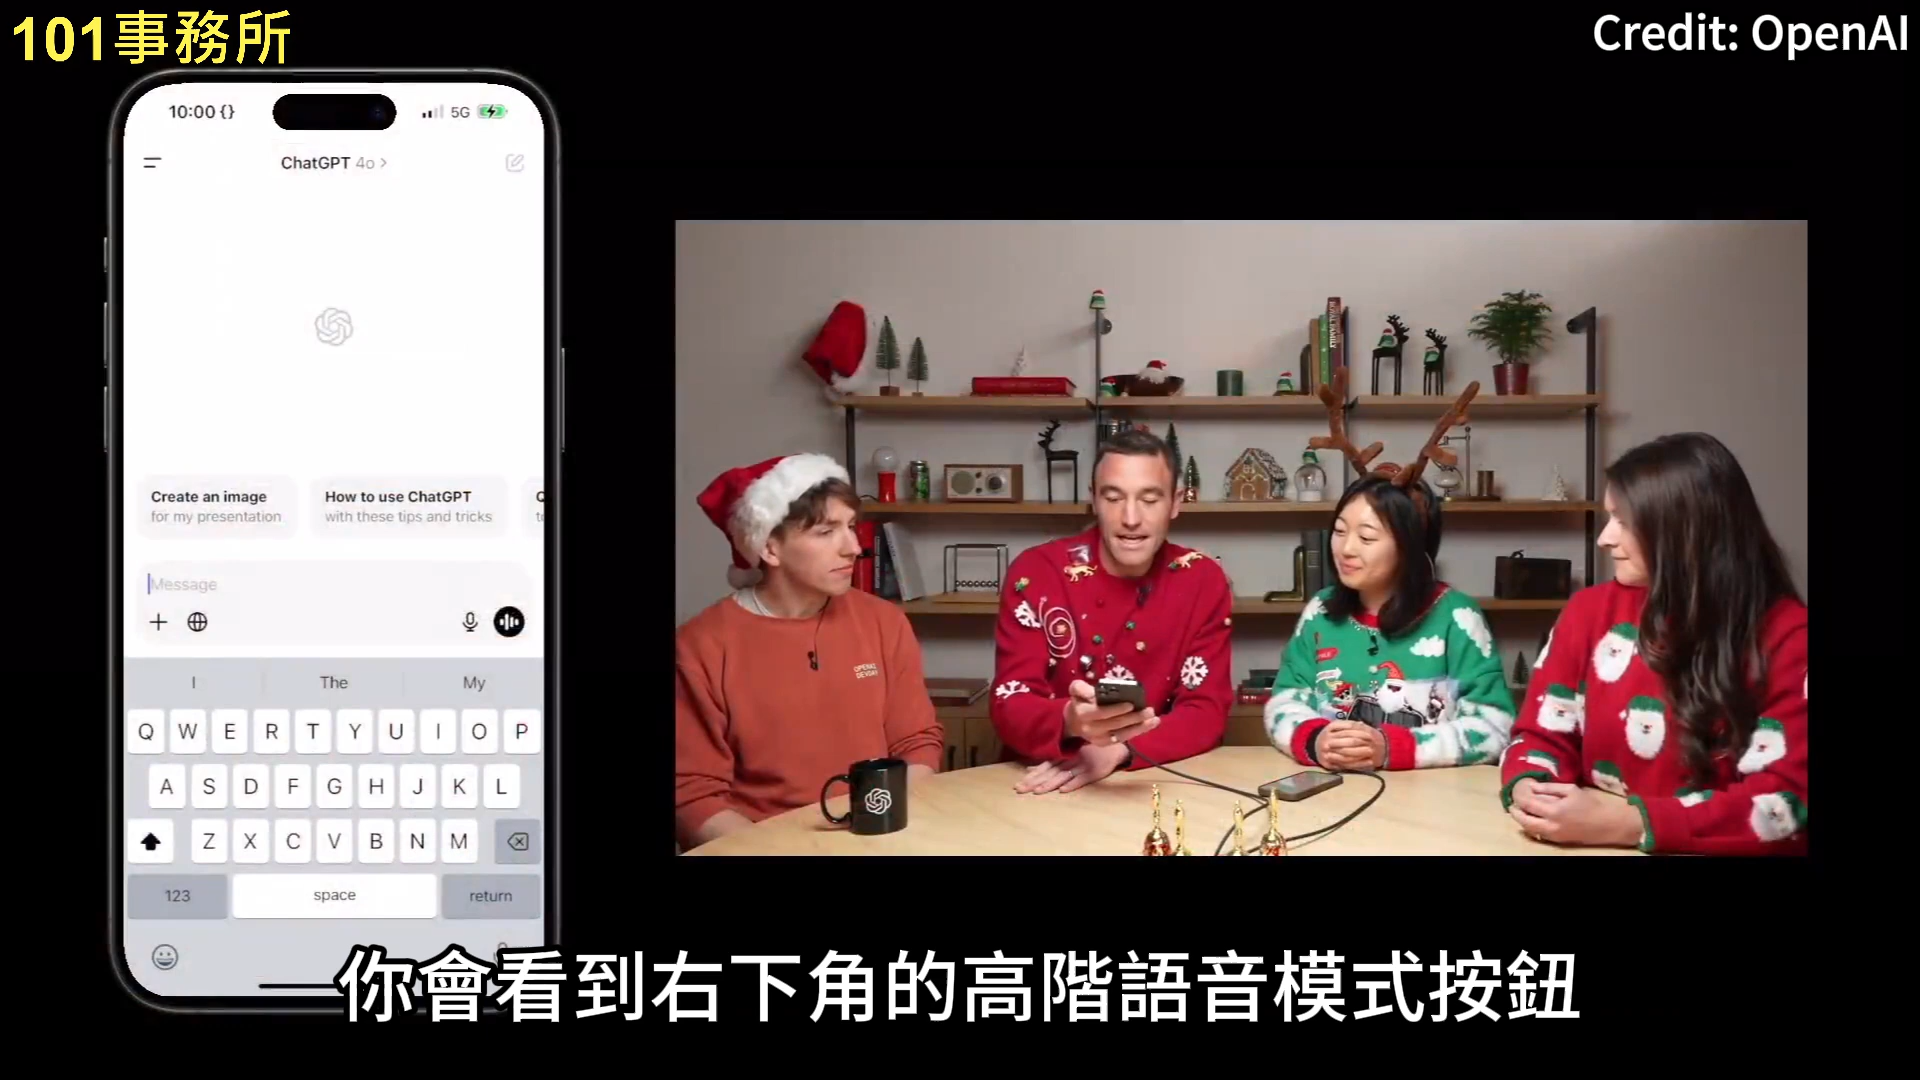 101事務所
Credit: OpenAI
10:00 {}
5G
ChatGPT 4o >
Create an image
for my presentation
How to use ChatGPT
with these tips and tricks
Message
I The My
Q W E R T Y U I O P
A S D F G H J K L
Z X C V B N M
123 space return
OPENAI
DEVDAY
你會看到右下角的高階語音模式按鈕